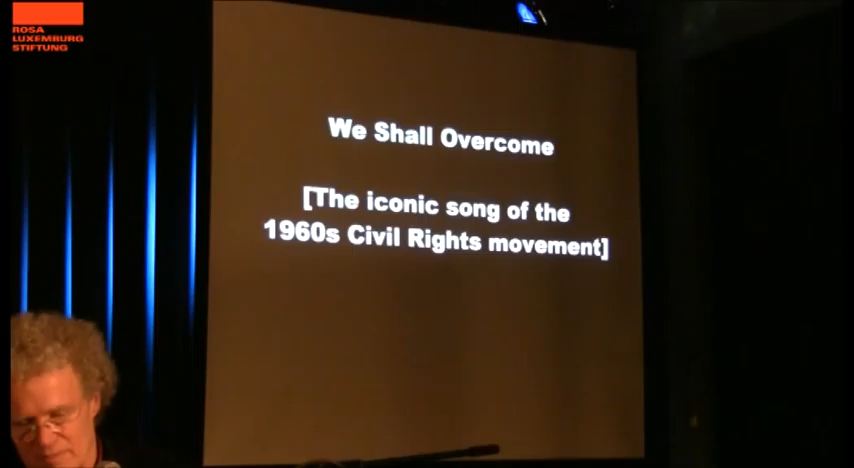 ROSA
LUXEMBURG
STIFTUNG
We Shall Overcome
[The iconic song of the
1960s Civil Rights movement]